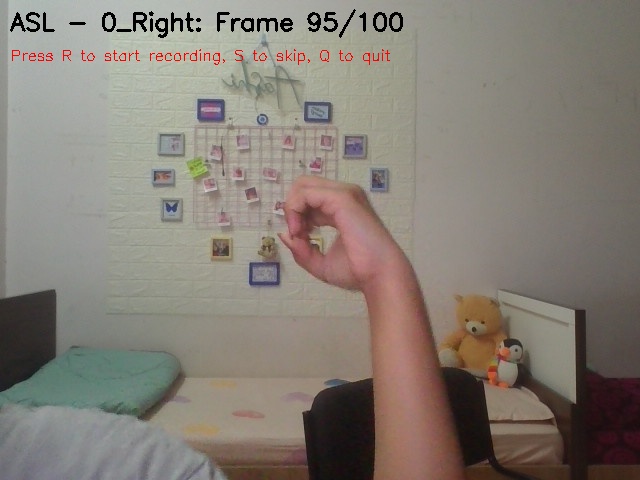 ASL - 0_Right: Frame 95/100
Press R to start recording, S to skip, Q to quit